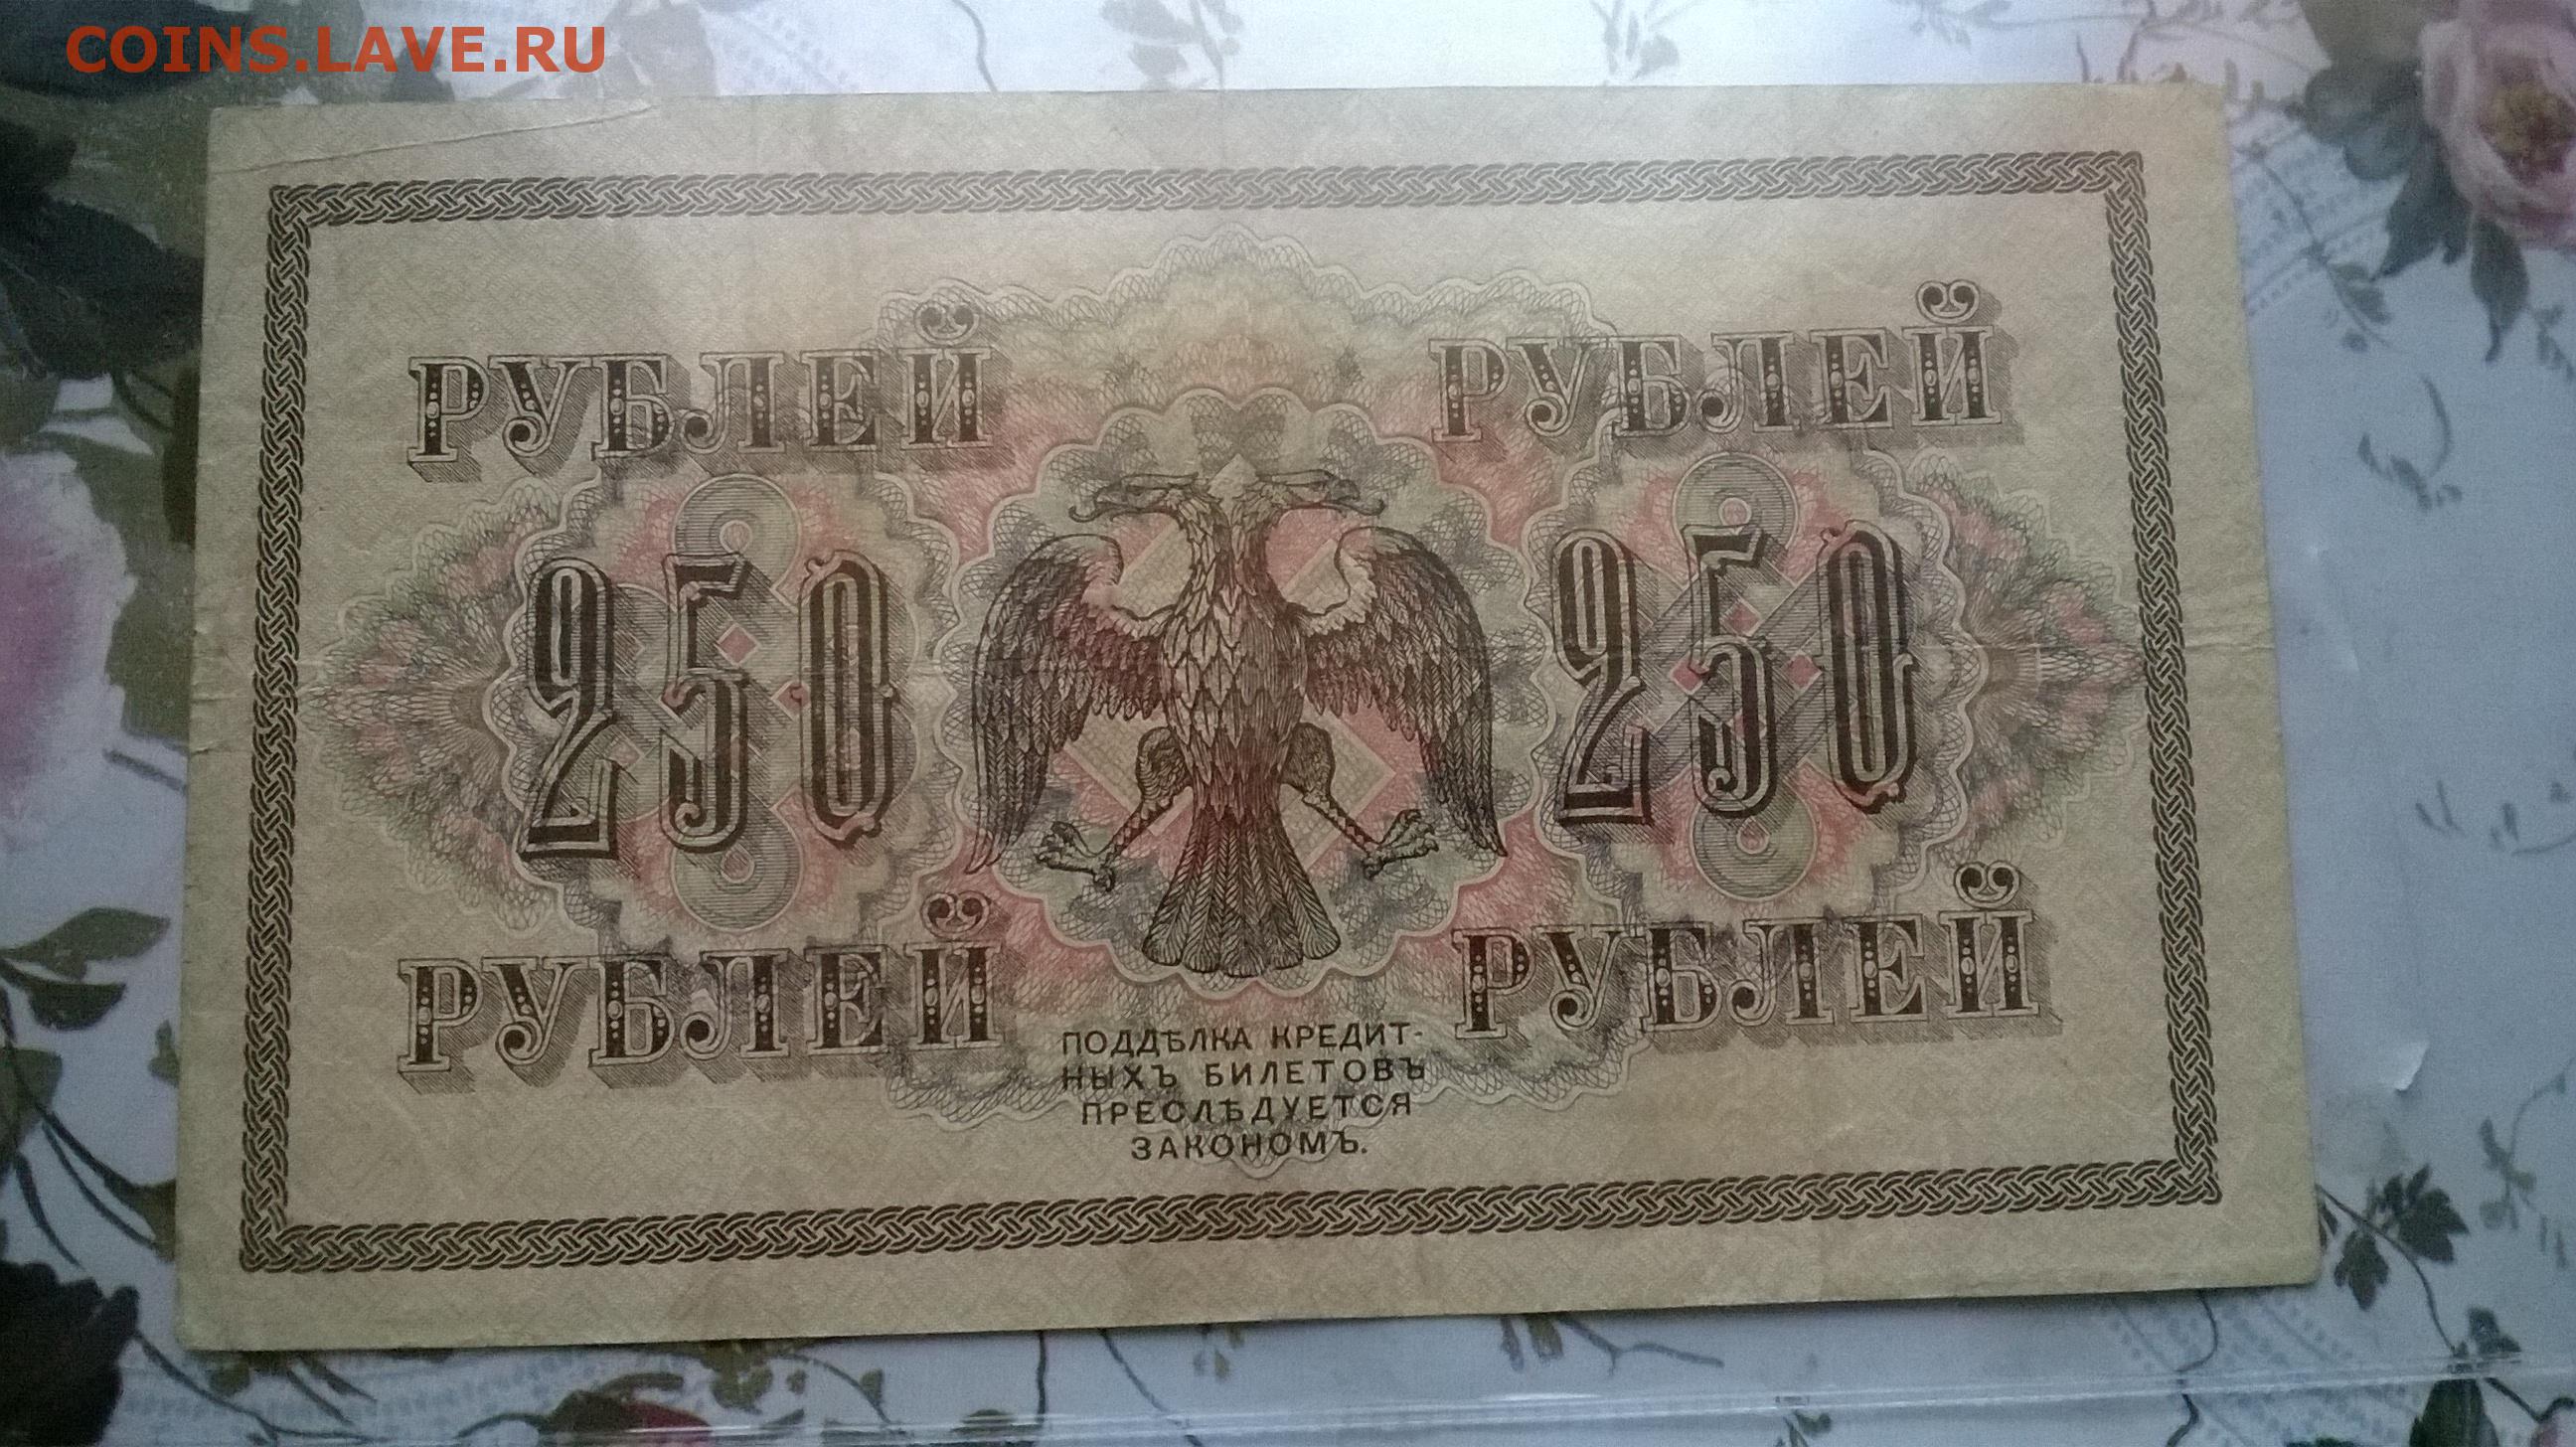 COINS.LAVE.RU
РУБЛЕЙ РУБЛЕЙ
250 250
РУБЛЕЙ РУБЛЕЙ
ПОДДѢЛКА КРЕДИТ-
НЫХЪ БИЛЕТОВЪ
ПРЕСЛѢДУЕТСЯ
ЗАКОНОМЪ.